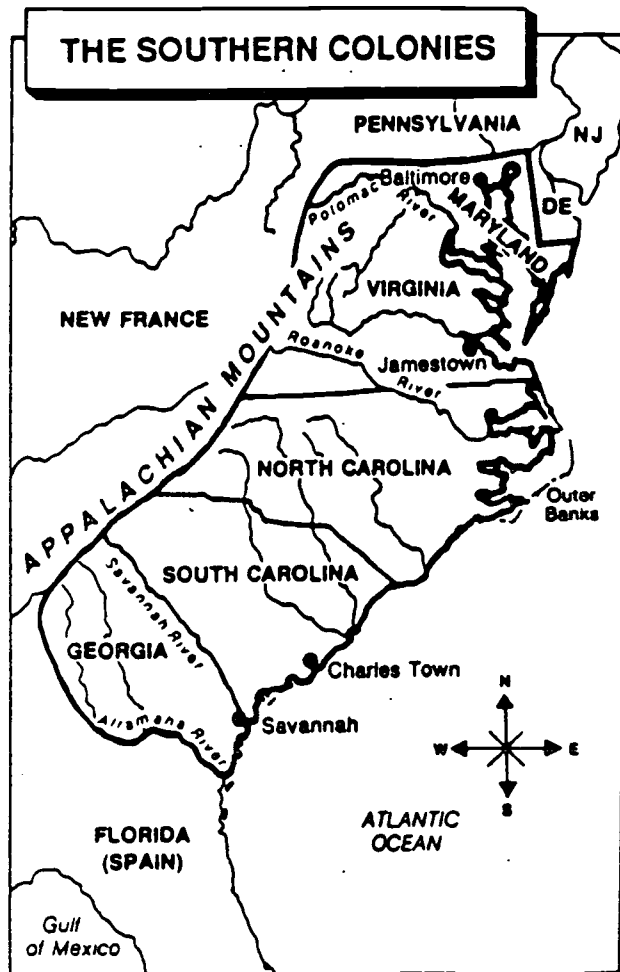 THE SOUTHERN COLONIES
PENNSYLVANIA
NJ
Baltimore
DE
Potomac
River
MARYLAND
VIRGINIA
NEW FRANCE
APPALACHIAN MOUNTAINS
Roanoke
River
Jamestown
NORTH CAROLINA
Outer
Banks
SOUTH CAROLINA
Savannah River
GEORGIA
Charles Town
Altamaha River
Savannah
N
W
E
S
FLORIDA
(SPAIN)
ATLANTIC
OCEAN
Gulf
of Mexico